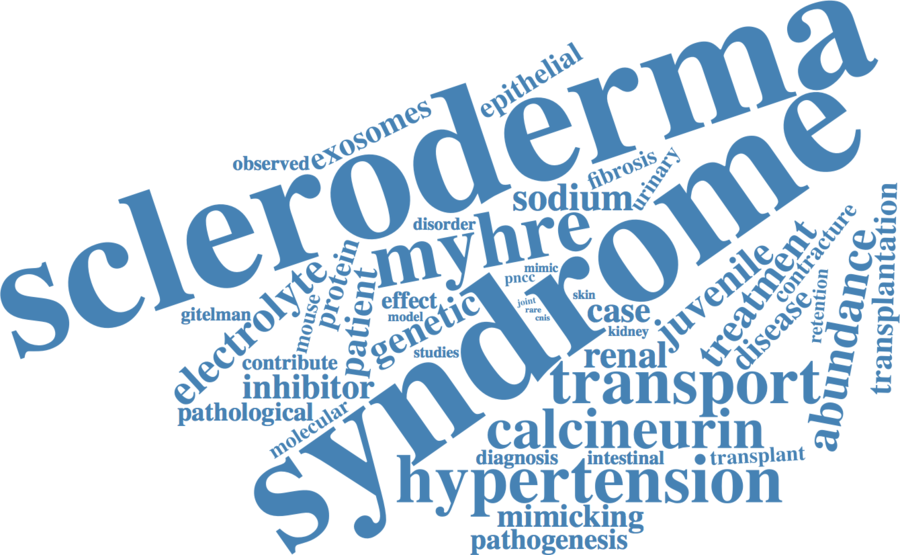 scleroderma
epithelial
exosomes
observed
fibrosis
urinary
sodium
syndrome
disorder
myhre
transplantation
contracture
treatment
juvenile
abundance
retention
disease
protein
electrolyte
mouse
patient
gitelman
effect
model
genetic
mimic
pncc
skin
joint
rare
cnis
case
kidney
studies
renal
contribute
inhibitor
pathological
molecular
transport
calcineurin
diagnosis
intestinal
transplant
hypertension
mimicking
pathogenesis